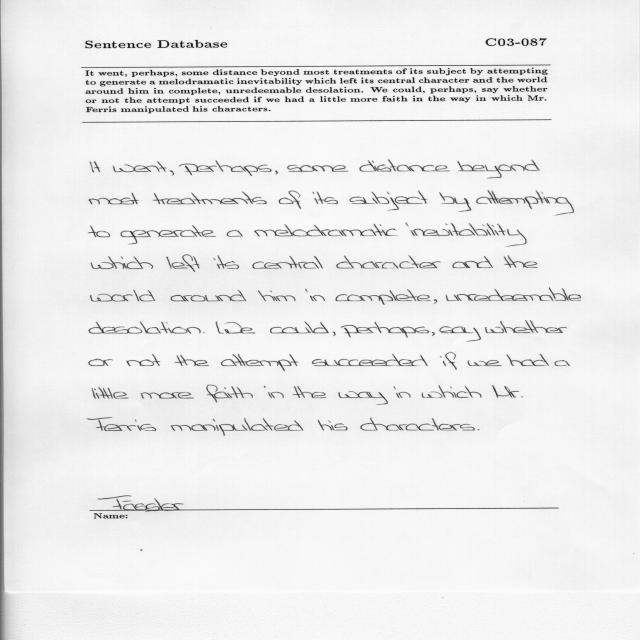 Sentence Database C03-087
It went, perhaps, some distance beyond most treatments of its subject by attempting
to generate a melodramatic inevitability which left its central character and the world
around him in complete, unredeemable desolation. We could, perhaps, say whether
or not the attempt succeeded if we had a little more faith in the way in which Mr.
Ferris manipulated his characters.
It went, perhaps, some distance beyond
most treatments of its subject by attempting
to generate a melodramatic inevitability
which left its central character and the
world around him in complete, unredeemable
desolation. We could, perhaps, say whether
or not the attempt succeeded if we had a
little more faith in the way in which Mr.
Ferris manipulated his characters.
Name: